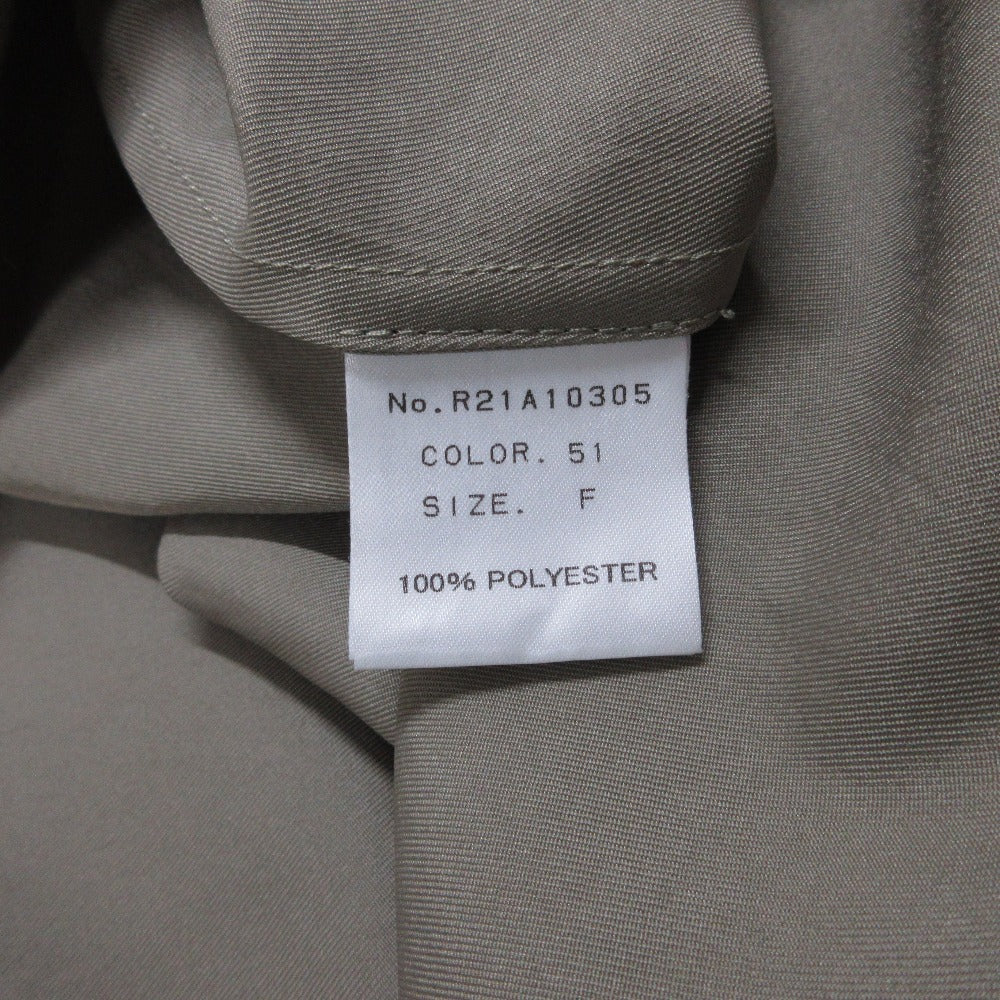 No.R21A10305
COLOR. 51
SIZE. F
100% POLYESTER